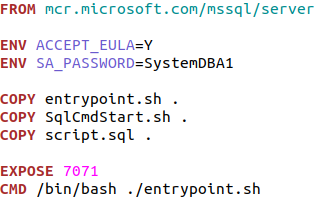 FROM mcr.microsoft.com/mssql/server
ENV ACCEPT_EULA=Y
ENV SA_PASSWORD=SystemDBA1
COPY entrypoint.sh .
COPY SqlCmdStart.sh .
COPY script.sql .
EXPOSE 7071
CMD /bin/bash ./entrypoint.sh